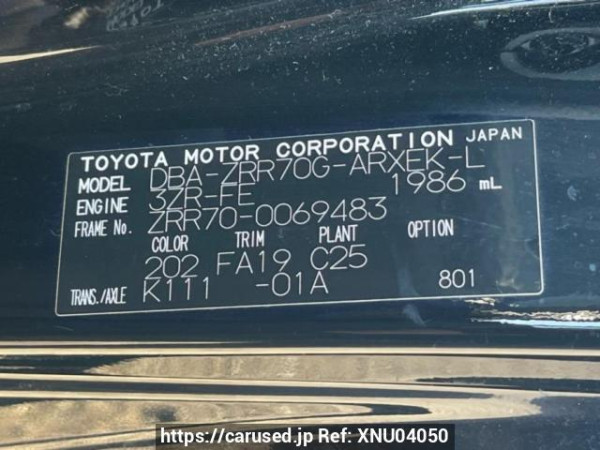 TOYOTA MOTOR CORPORATION JAPAN
MODEL DBA-ZRR70G-ARXEK-L
ENGINE 3ZR-FE 1986 mL
FRAME No. ZRR70-0069483
COLOR TRIM PLANT OPTION
202 FA19 C25
TRANS./AXLE K111 -01A 801
https://carused.jp Ref: XNU04050